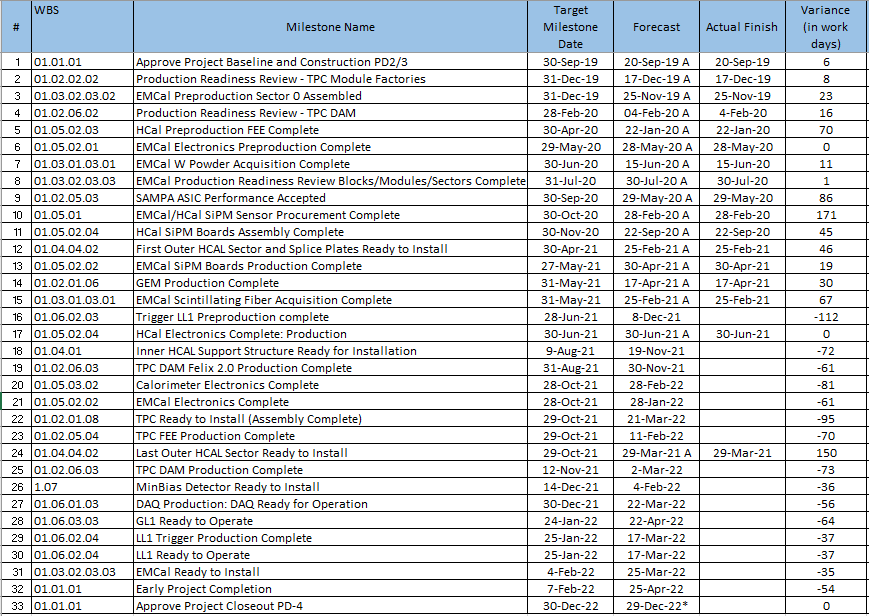 # WBS Milestone Name Target Milestone Date Forecast Actual Finish Variance (in work days)
1 01.01.01 Approve Project Baseline and Construction PD2/3 30-Sep-19 20-Sep-19 A 20-Sep-19 6
2 01.02.02.02 Production Readiness Review - TPC Module Factories 31-Dec-19 17-Dec-19 A 17-Dec-19 8
3 01.03.02.03.02 EMCal Preproduction Sector 0 Assembled 31-Dec-19 25-Nov-19 A 25-Nov-19 23
4 01.02.06.02 Production Readiness Review - TPC DAM 28-Feb-20 04-Feb-20 A 4-Feb-20 16
5 01.05.02.03 HCal Preproduction FEE Complete 30-Apr-20 22-Jan-20 A 22-Jan-20 70
6 01.05.02.01 EMCal Electronics Preproduction Complete 29-May-20 28-May-20 A 28-May-20 0
7 01.03.01.03.01 EMCal W Powder Acquisition Complete 30-Jun-20 15-Jun-20 A 15-Jun-20 11
8 01.03.02.03.03 EMCal Production Readiness Review Blocks/Modules/Sectors Complete 31-Jul-20 30-Jul-20 A 30-Jul-20 1
9 01.02.05.03 SAMPA ASIC Performance Accepted 30-Sep-20 29-May-20 A 29-May-20 86
10 01.05.01 EMCal/HCal SiPM Sensor Procurement Complete 30-Oct-20 28-Feb-20 A 28-Feb-20 171
11 01.05.02.04 HCal SiPM Boards Assembly Complete 30-Nov-20 22-Sep-20 A 22-Sep-20 45
12 01.04.04.02 First Outer HCAL Sector and Splice Plates Ready to Install 30-Apr-21 25-Feb-21 A 25-Feb-21 46
13 01.05.02.02 EMCal SiPM Boards Production Complete 27-May-21 30-Apr-21 A 30-Apr-21 19
14 01.02.01.06 GEM Production Complete 31-May-21 17-Apr-21 A 17-Apr-21 30
15 01.03.01.03.01 EMCal Scintillating Fiber Acquisition Complete 31-May-21 25-Feb-21 A 25-Feb-21 67
16 01.06.02.03 Trigger LL1 Preproduction complete 28-Jun-21 8-Dec-21 -112
17 01.05.02.04 HCal Electronics Complete: Production 30-Jun-21 30-Jun-21 A 30-Jun-21 0
18 01.04.01 Inner HCAL Support Structure Ready for Installation 9-Aug-21 19-Nov-21 -72
19 01.02.06.03 TPC DAM Felix 2.0 Production Complete 31-Aug-21 30-Nov-21 -61
20 01.05.03.02 Calorimeter Electronics Complete 28-Oct-21 28-Feb-22 -81
21 01.05.02.02 EMCal Electronics Complete 28-Oct-21 28-Jan-22 -61
22 01.02.01.08 TPC Ready to Install (Assembly Complete) 29-Oct-21 21-Mar-22 -95
23 01.02.05.04 TPC FEE Production Complete 29-Oct-21 11-Feb-22 -70
24 01.04.04.02 Last Outer HCAL Sector Ready to Install 29-Oct-21 29-Mar-21 A 29-Mar-21 150
25 01.02.06.03 TPC DAM Production Complete 12-Nov-21 2-Mar-22 -73
26 1.07 MinBias Detector Ready to Install 14-Dec-21 4-Feb-22 -36
27 01.06.01.03 DAQ Production: DAQ Ready for Operation 30-Dec-21 22-Mar-22 -56
28 01.06.03.03 GL1 Ready to Operate 24-Jan-22 22-Apr-22 -64
29 01.06.02.04 LL1 Trigger Production Complete 25-Jan-22 17-Mar-22 -37
30 01.06.02.04 LL1 Ready to Operate 25-Jan-22 17-Mar-22 -37
31 01.03.02.03.03 EMCal Ready to Install 4-Feb-22 25-Mar-22 -35
32 01.01.01 Early Project Completion 7-Feb-22 25-Apr-22 -54
33 01.01.01 Approve Project Closeout PD-4 30-Dec-22 29-Dec-22* 0